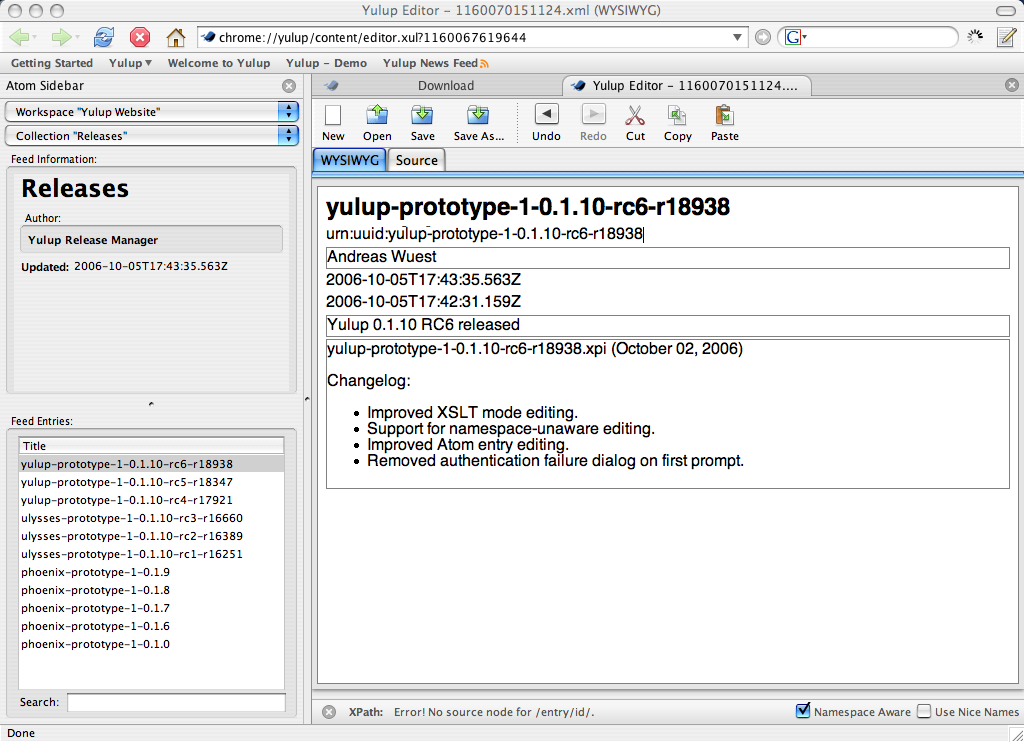 Yulup Editor – 1160070151124.xml (WYSIWYG)
chrome://yulup/content/editor.xul?1160067619644
G
Getting Started Yulup Welcome to Yulup Yulup – Demo Yulup News Feed
Atom Sidebar
Download
Yulup Editor – 1160070151124....
Workspace "Yulup Website"
Collection "Releases"
Feed Information:
Releases
Author:
Yulup Release Manager
Updated: 2006-10-05T17:43:35.563Z
Feed Entries:
Title
yulup-prototype-1-0.1.10-rc6-r18938
yulup-prototype-1-0.1.10-rc5-r18347
yulup-prototype-1-0.1.10-rc4-r17921
ulysses-prototype-1-0.1.10-rc3-r16660
ulysses-prototype-1-0.1.10-rc2-r16389
ulysses-prototype-1-0.1.10-rc1-r16251
phoenix-prototype-1-0.1.9
phoenix-prototype-1-0.1.8
phoenix-prototype-1-0.1.7
phoenix-prototype-1-0.1.6
phoenix-prototype-1-0.1.0
Search:
New Open Save Save As... Undo Redo Cut Copy Paste
WYSIWYG Source
yulup-prototype-1-0.1.10-rc6-r18938
urn:uuid:yulup-prototype-1-0.1.10-rc6-r18938
Andreas Wuest
2006-10-05T17:43:35.563Z
2006-10-05T17:42:31.159Z
Yulup 0.1.10 RC6 released
yulup-prototype-1-0.1.10-rc6-r18938.xpi (October 02, 2006)
Changelog:
• Improved XSLT mode editing.
• Support for namespace-unaware editing.
• Improved Atom entry editing.
• Removed authentication failure dialog on first prompt.
XPath: Error! No source node for /entry/id/. Namespace Aware Use Nice Names
Done